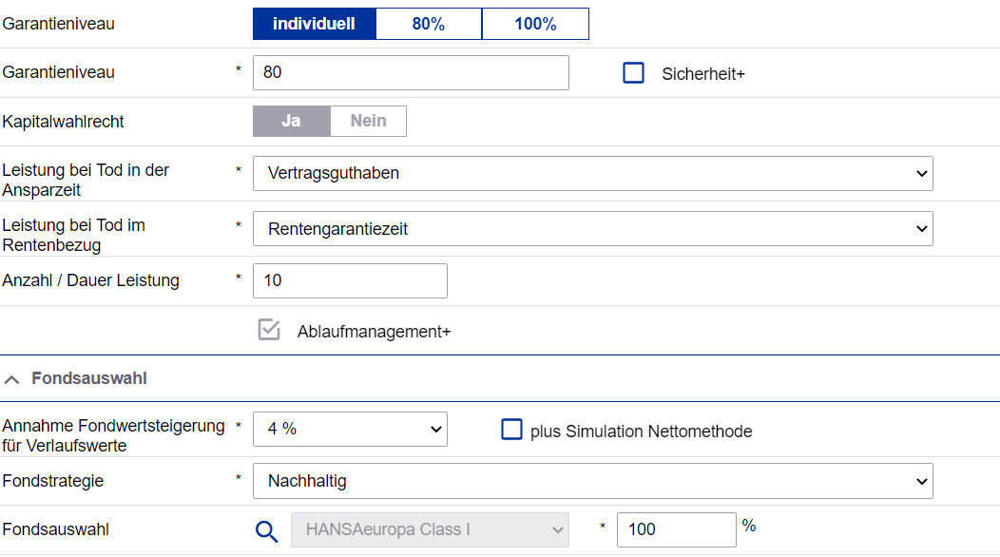 Garantieniveau individuell 80% 100%
Garantieniveau * 80 Sicherheit+
Kapitalwahlrecht Ja Nein
Leistung bei Tod in der * Vertragsguthaben
Ansparzeit
Leistung bei Tod im * Rentengarantiezeit
Rentenbezug
Anzahl / Dauer Leistung * 10
Ablaufmanagement+
Fondsauswahl
Annahme Fondwertsteigerung * 4 % plus Simulation Nettomethode
für Verlaufswerte
Fondstrategie * Nachhaltig
Fondsauswahl HANSAeuropa Class I * 100 %